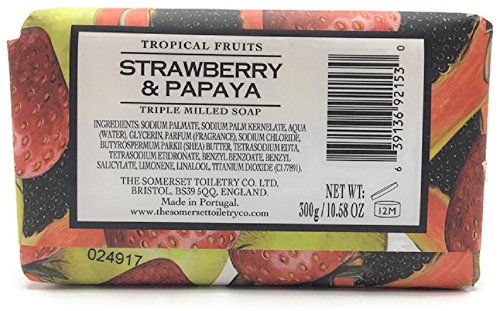 TROPICAL FRUITS
STRAWBERRY
& PAPAYA
TRIPLE MILLED SOAP
INGREDIENTS: SODIUM PALMATE, SODIUM PALM KERNELATE, AQUA
(WATER), GLYCERIN, PARFUM (FRAGRANCE), SODIUM CHLORIDE,
BUTYROSPERMUM PARKII (SHEA) BUTTER, TETRASODIUM EDTA,
TETRASODIUM ETIDRONATE, BENZYL BENZOATE, BENZYL
SALICYLATE, LIMONENE, LINALOOL, TITANIUM DIOXIDE (CI 77891).
THE SOMERSET TOILETRY CO. LTD.
BRISTOL, BS39 5QQ, ENGLAND.
Made in Portugal.
www.thesomersettoiletryco.com
6 39136 92153 0
NET WT:
300g/10.58 OZ
12M
024917